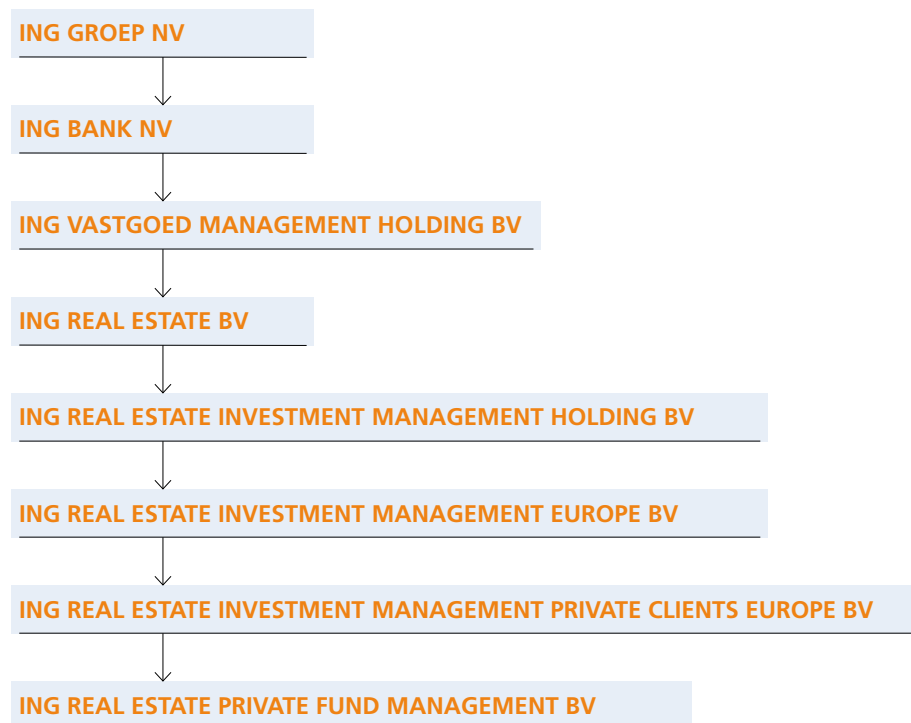 ING GROEP NV
ING BANK NV
ING VASTGOED MANAGEMENT HOLDING BV
ING REAL ESTATE BV
ING REAL ESTATE INVESTMENT MANAGEMENT HOLDING BV
ING REAL ESTATE INVESTMENT MANAGEMENT EUROPE BV
ING REAL ESTATE INVESTMENT MANAGEMENT PRIVATE CLIENTS EUROPE BV
ING REAL ESTATE PRIVATE FUND MANAGEMENT BV